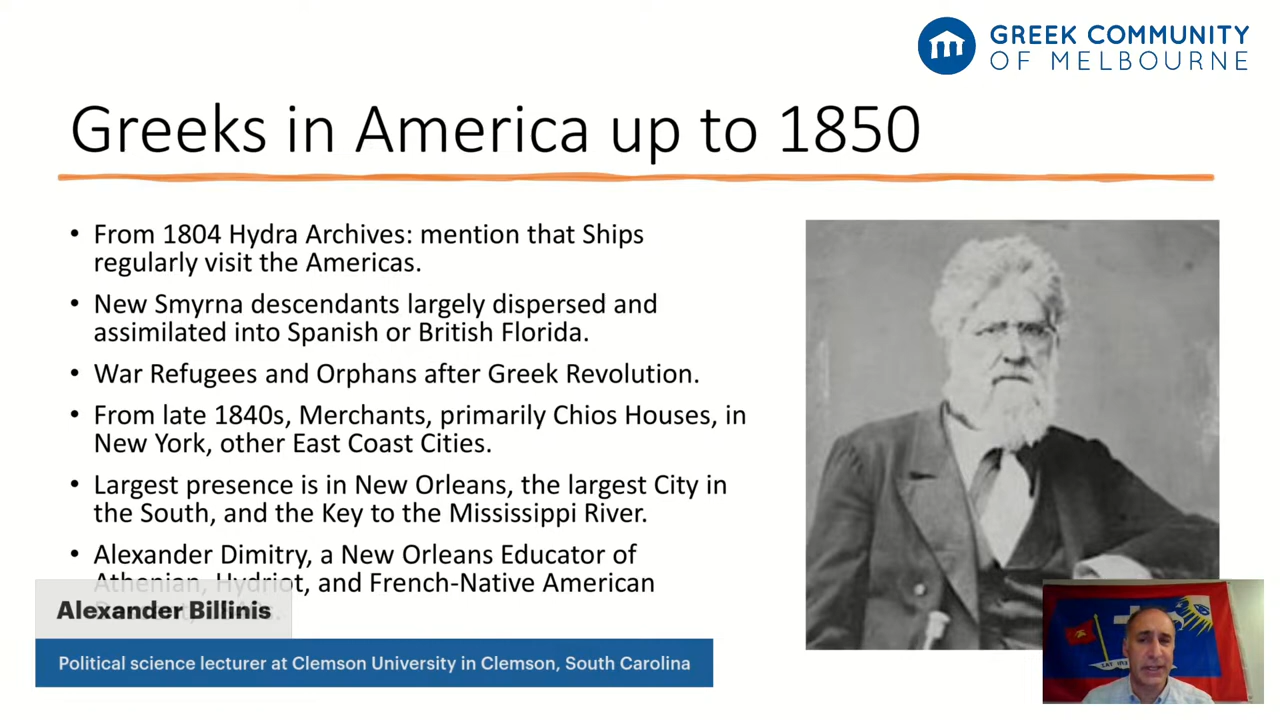 GREEK COMMUNITY
OF MELBOURNE
Greeks in America up to 1850
• From 1804 Hydra Archives: mention that Ships
regularly visit the Americas.
• New Smyrna descendants largely dispersed and
assimilated into Spanish or British Florida.
• War Refugees and Orphans after Greek Revolution.
• From late 1840s, Merchants, primarily Chios Houses, in
New York, other East Coast Cities.
• Largest presence is in New Orleans, the largest City in
the South, and the Key to the Mississippi River.
• Alexander Dimitry, a New Orleans Educator of
Athenian, Hydriot, and French-Native American
Alexander Billinis
Political science lecturer at Clemson University in Clemson, South Carolina